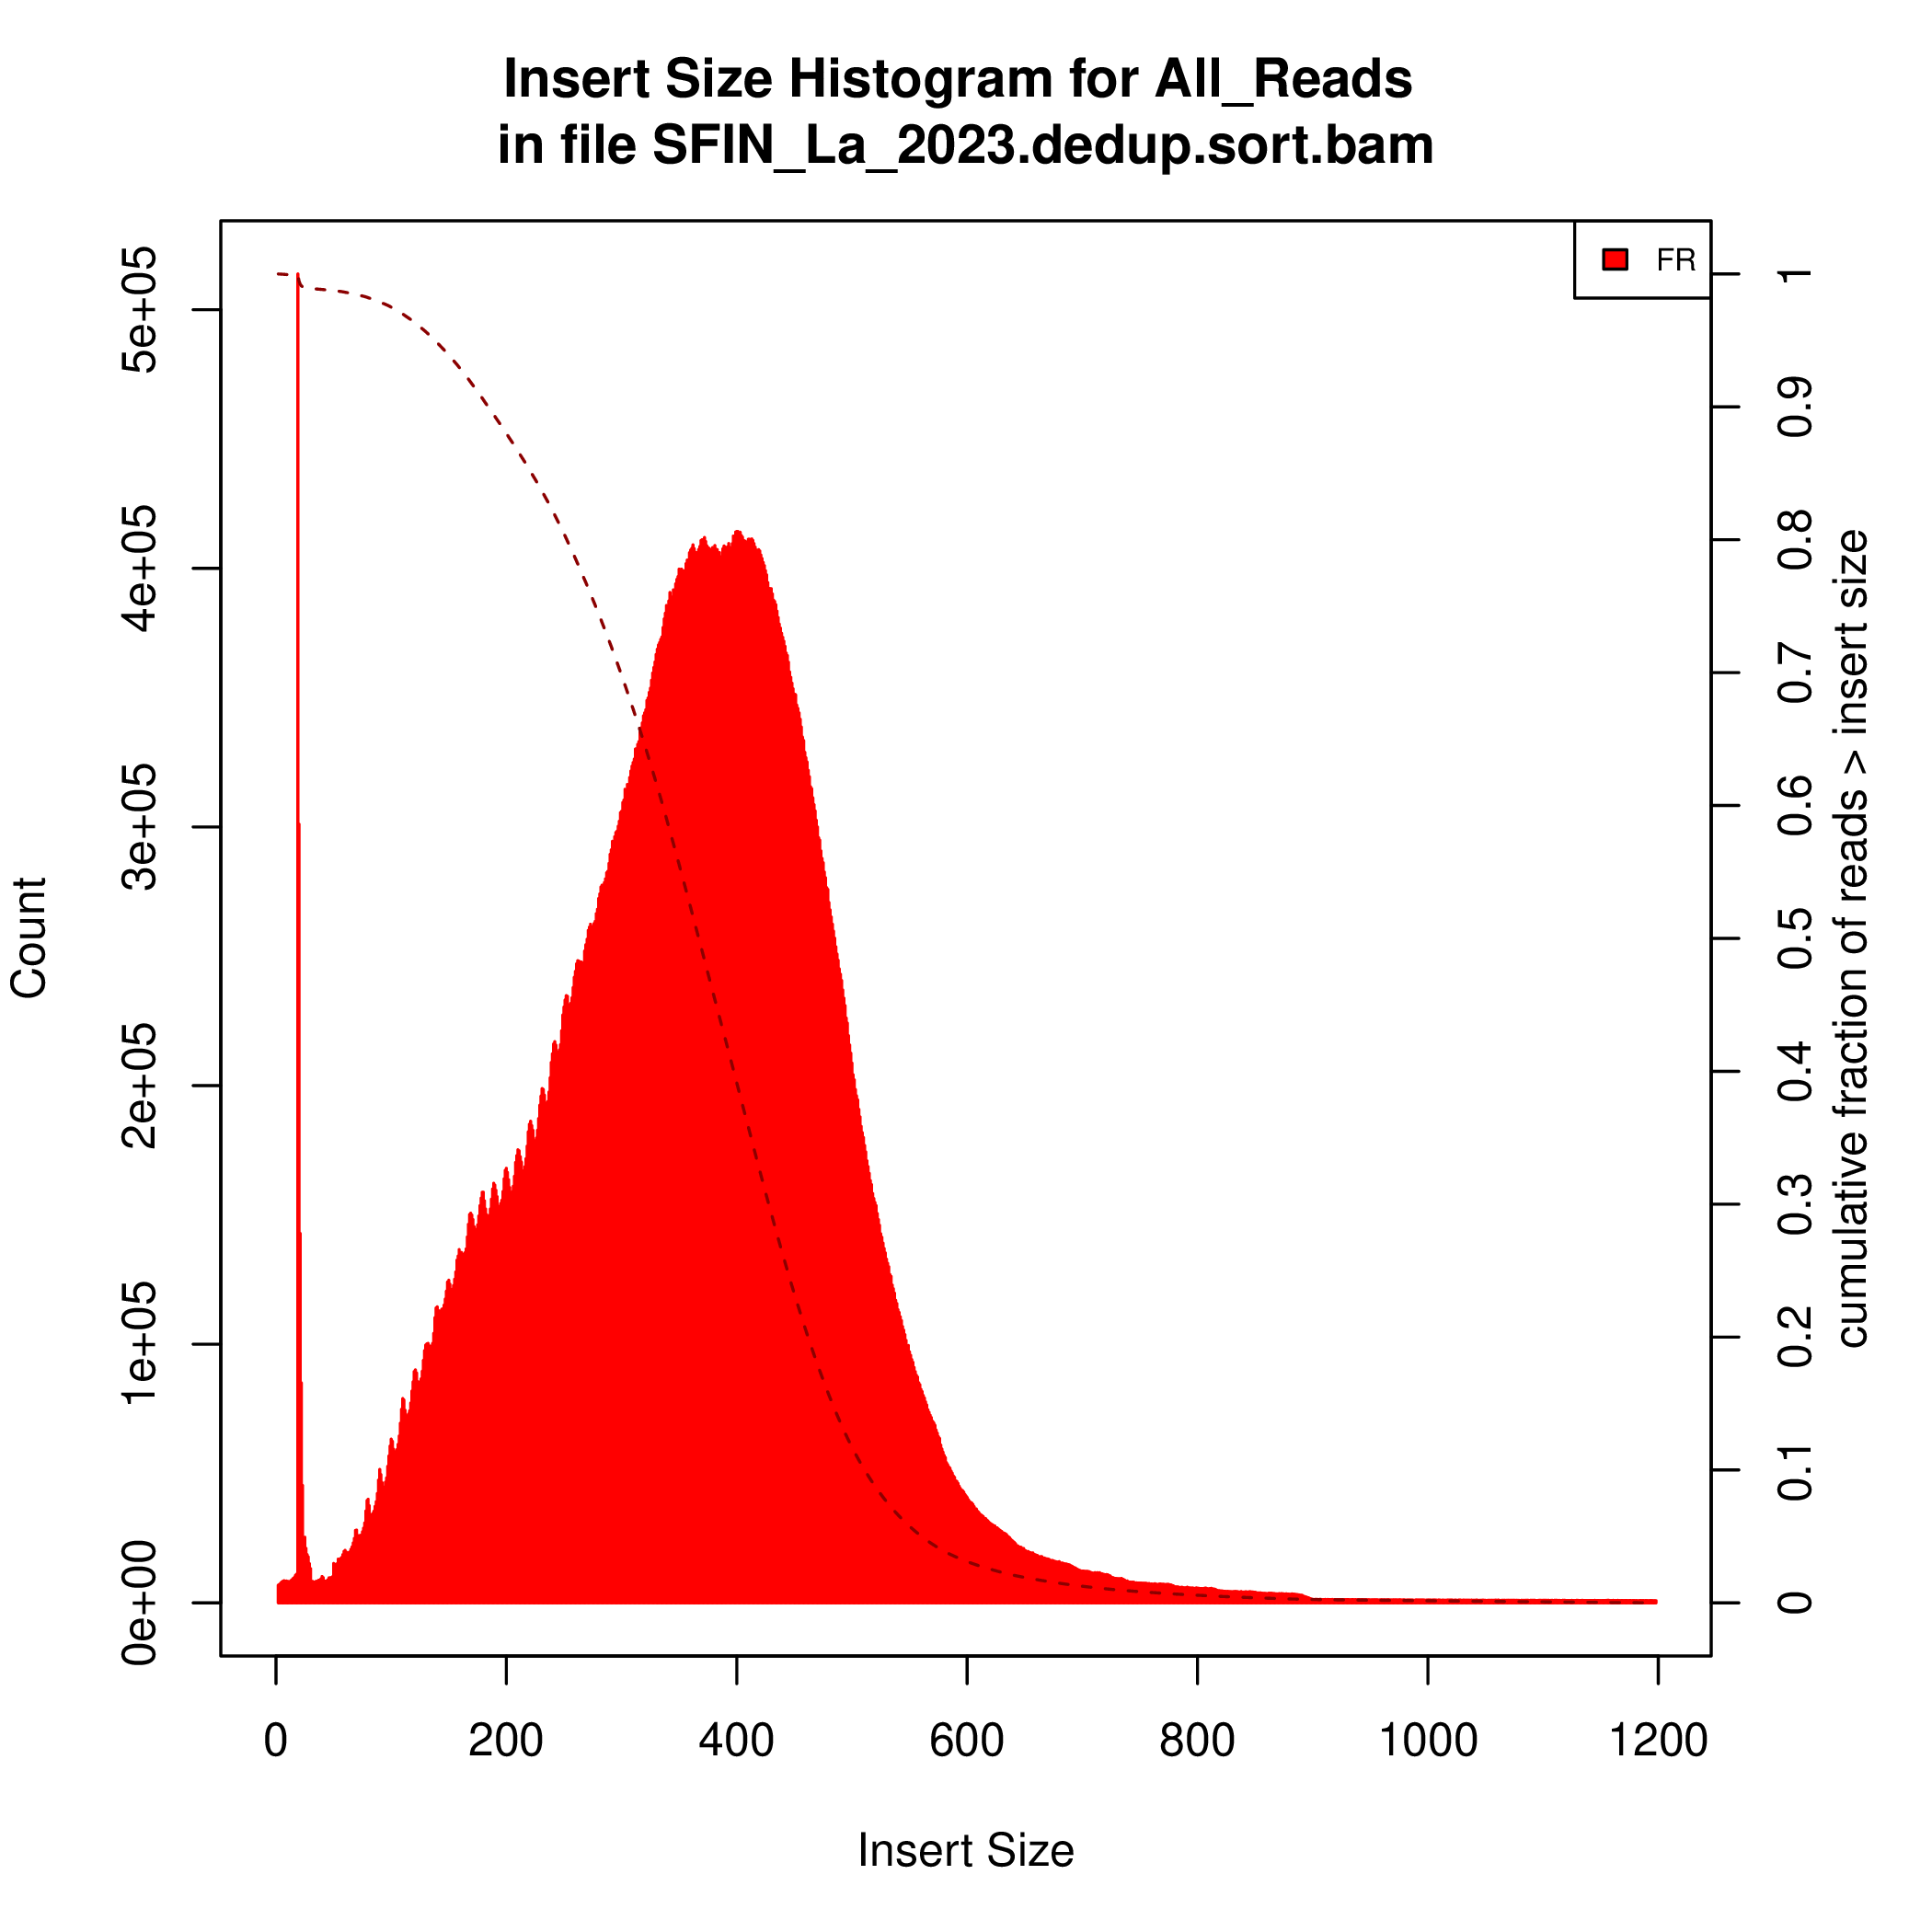 Insert Size Histogram for All_Reads
in file SFIN_La_2023.dedup.sort.bam
FR
Count
5e+05
4e+05
3e+05
2e+05
1e+05
0e+00
1
0.9
0.8
0.7
0.6
0.5
0.4
0.3
0.2
0.1
0
cumulative fraction of reads > insert size
0 200 400 600 800 1000 1200
Insert Size